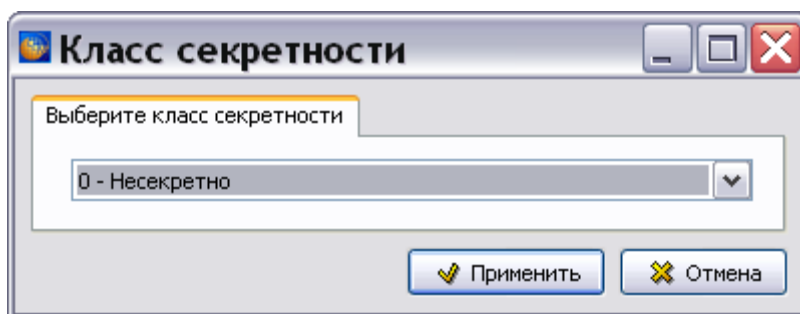 Класс секретности
Выберите класс секретности
0 - Несекретно
Применить
Отмена